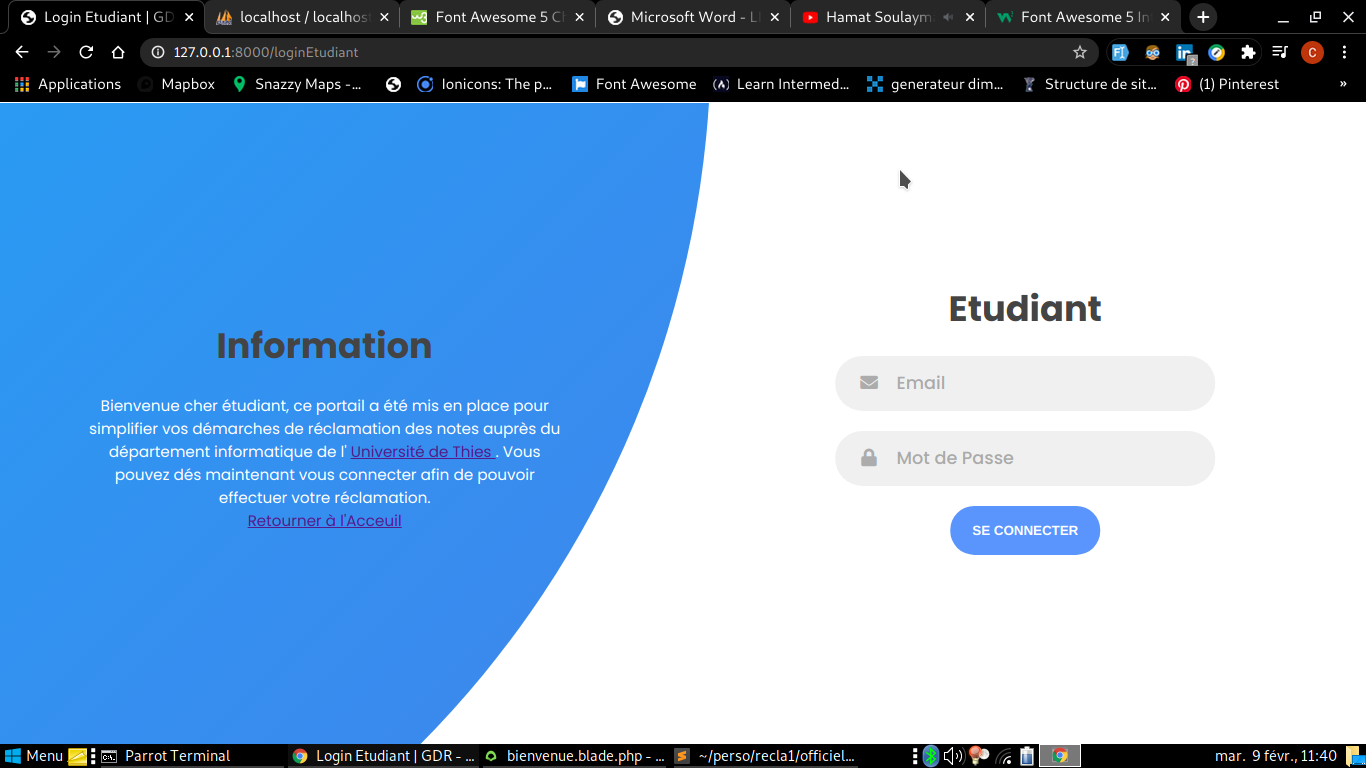 Login Etudiant | GD
localhost / localhos
Font Awesome 5 C
Microsoft Word - L
Hamat Soulaym
Font Awesome 5 In
127.0.0.1:8000/loginEtudiant
C
Applications
Mapbox
Snazzy Maps -...
Ionicons: The p...
Font Awesome
Learn Intermed...
generateur dim...
Structure de sit...
(1) Pinterest
»
Information
Bienvenue cher étudiant, ce portail a été mis en place pour
simplifier vos démarches de réclamation des notes auprès du
département informatique de l' Université de Thies . Vous
pouvez dés maintenant vous connecter afin de pouvoir
effectuer votre réclamation.
Retourner à l'Acceuil
Etudiant
Email
Mot de Passe
SE CONNECTER
Menu
Parrot Terminal
Login Etudiant | GDR - ...
bienvenue.blade.php - ...
~/perso/recla1/officiel...
mar. 9 févr., 11:40